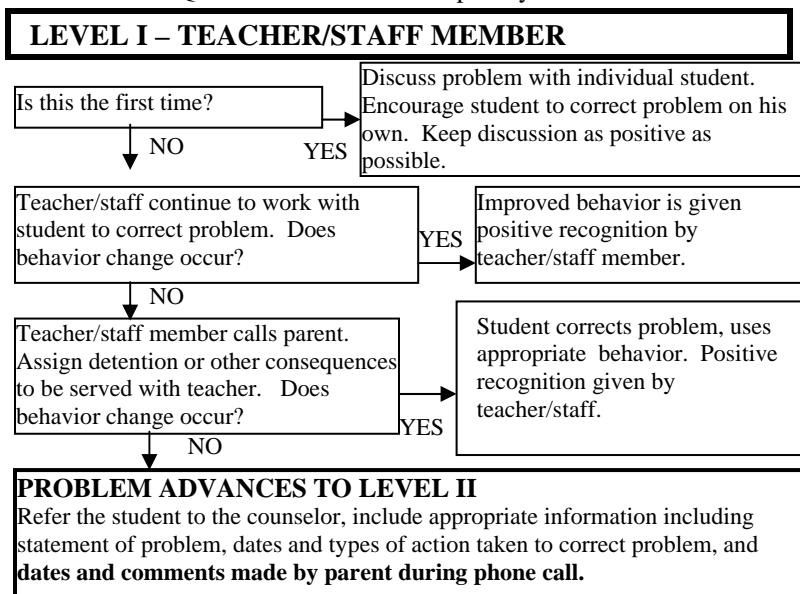 LEVEL I – TEACHER/STAFF MEMBER
Is this the first time?
YES
Discuss problem with individual student.
Encourage student to correct problem on his
own. Keep discussion as positive as
possible.
NO
Teacher/staff continue to work with
student to correct problem. Does
behavior change occur?
YES
Improved behavior is given
positive recognition by
teacher/staff member.
NO
Teacher/staff member calls parent.
Assign detention or other consequences
to be served with teacher. Does
behavior change occur?
YES
Student corrects problem, uses
appropriate behavior. Positive
recognition given by
teacher/staff.
NO
PROBLEM ADVANCES TO LEVEL II
Refer the student to the counselor, include appropriate information including
statement of problem, dates and types of action taken to correct problem, and
dates and comments made by parent during phone call.